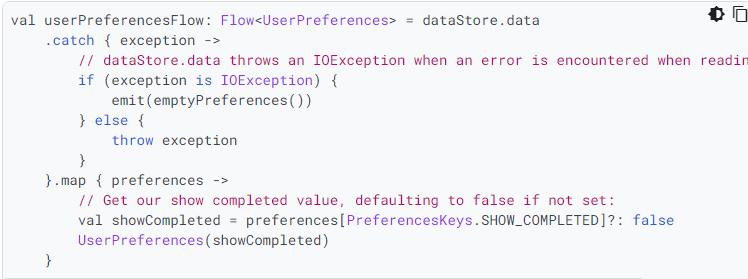 val userPreferencesFlow: Flow<UserPreferences> = dataStore.data
    .catch { exception ->
        // dataStore.data throws an IOException when an error is encountered when readin
        if (exception is IOException) {
            emit(emptyPreferences())
        } else {
            throw exception
        }
    }.map { preferences ->
        // Get our show completed value, defaulting to false if not set:
        val showCompleted = preferences[PreferencesKeys.SHOW_COMPLETED]?: false
        UserPreferences(showCompleted)
    }